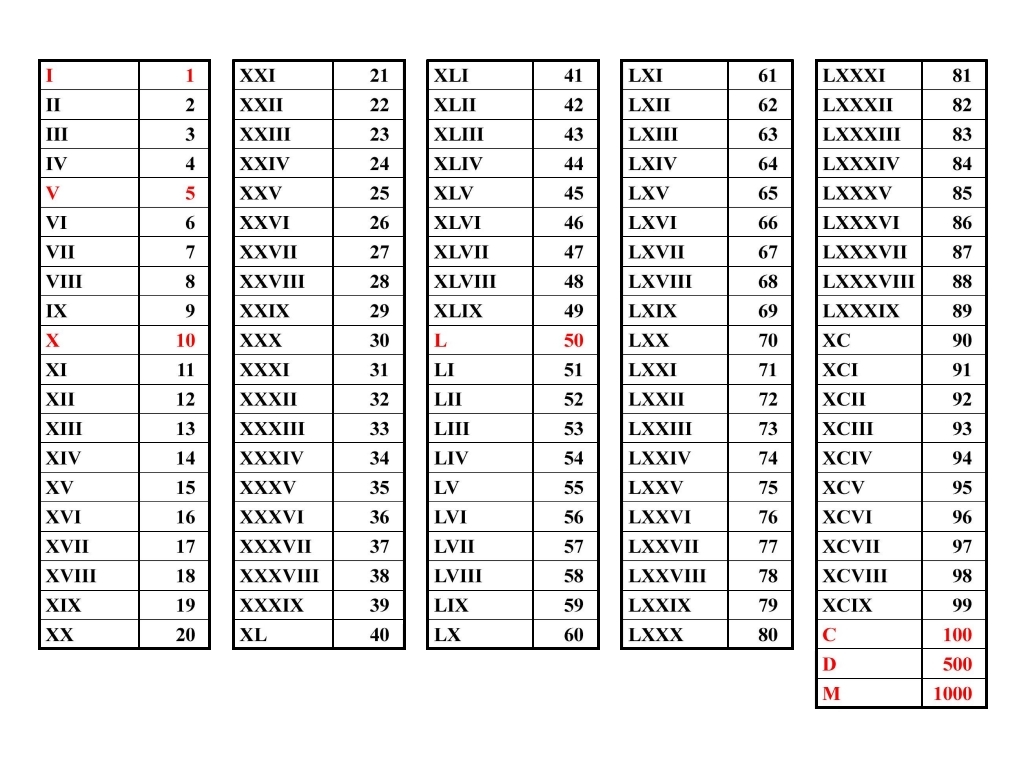 I 1
II 2
III 3
IV 4
V 5
VI 6
VII 7
VIII 8
IX 9
X 10
XI 11
XII 12
XIII 13
XIV 14
XV 15
XVI 16
XVII 17
XVIII 18
XIX 19
XX 20
XXI 21
XXII 22
XXIII 23
XXIV 24
XXV 25
XXVI 26
XXVII 27
XXVIII 28
XXIX 29
XXX 30
XXXI 31
XXXII 32
XXXIII 33
XXXIV 34
XXXV 35
XXXVI 36
XXXVII 37
XXXVIII 38
XXXIX 39
XL 40
XLI 41
XLII 42
XLIII 43
XLIV 44
XLV 45
XLVI 46
XLVII 47
XLVIII 48
XLIX 49
L 50
LI 51
LII 52
LIII 53
LIV 54
LV 55
LVI 56
LVII 57
LVIII 58
LIX 59
LX 60
LXI 61
LXII 62
LXIII 63
LXIV 64
LXV 65
LXVI 66
LXVII 67
LXVIII 68
LXIX 69
LXX 70
LXXI 71
LXXII 72
LXXIII 73
LXXIV 74
LXXV 75
LXXVI 76
LXXVII 77
LXXVIII 78
LXXIX 79
LXXX 80
LXXXI 81
LXXXII 82
LXXXIII 83
LXXXIV 84
LXXXV 85
LXXXVI 86
LXXXVII 87
LXXXVIII 88
LXXXIX 89
XC 90
XCI 91
XCII 92
XCIII 93
XCIV 94
XCV 95
XCVI 96
XCVII 97
XCVIII 98
XCIX 99
C 100
D 500
M 1000